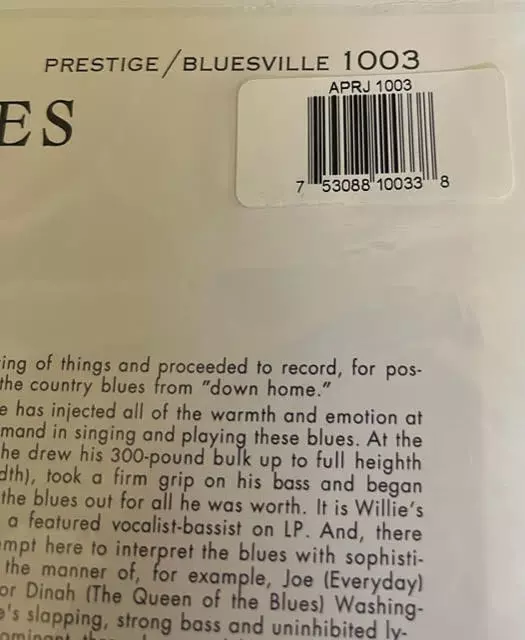 PRESTIGE/BLUESVILLE 1003
ES
APRJ 1003
7 53088 10033 8
ing of things and proceeded to record, for pos-
the country blues from "down home."
e has injected all of the warmth and emotion at
mand in singing and playing these blues. At the
he drew his 300-pound bulk up to full heighth
dth), took a firm grip on his bass and began
the blues out for all he was worth. It is Willie's
a featured vocalist-bassist on LP. And, there
empt here to interpret the blues with sophisti-
the manner of, for example, Joe (Everyday)
or Dinah (The Queen of the Blues) Washing-
e's slapping, strong bass and uninhibited ly-